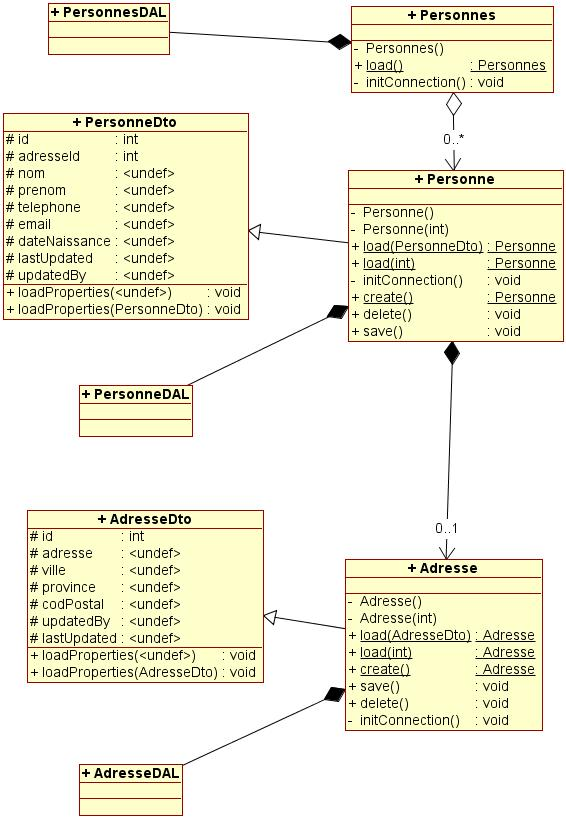 + PersonnesDAL
+ Personnes
- Personnes()
+ load() : Personnes
- initConnection() : void
0..*
+ PersonneDto
# id : int
# adresseId : int
# nom : <undef>
# prenom : <undef>
# telephone : <undef>
# email : <undef>
# dateNaissance : <undef>
# lastUpdated : <undef>
# updatedBy : <undef>
+ loadProperties(<undef>) : void
+ loadProperties(PersonneDto) : void
+ Personne
- Personne()
- Personne(int)
+ load(PersonneDto) : Personne
+ load(int) : Personne
- initConnection() : void
+ create() : Personne
+ delete() : void
+ save() : void
+ PersonneDAL
0..1
+ AdresseDto
# id : int
# adresse : <undef>
# ville : <undef>
# province : <undef>
# codPostal : <undef>
# updatedBy : <undef>
# lastUpdated : <undef>
+ loadProperties(<undef>) : void
+ loadProperties(AdresseDto) : void
+ Adresse
- Adresse()
- Adresse(int)
+ load(AdresseDto) : Adresse
+ load(int) : Adresse
+ create() : Adresse
+ save() : void
+ delete() : void
- initConnection() : void
+ AdresseDAL